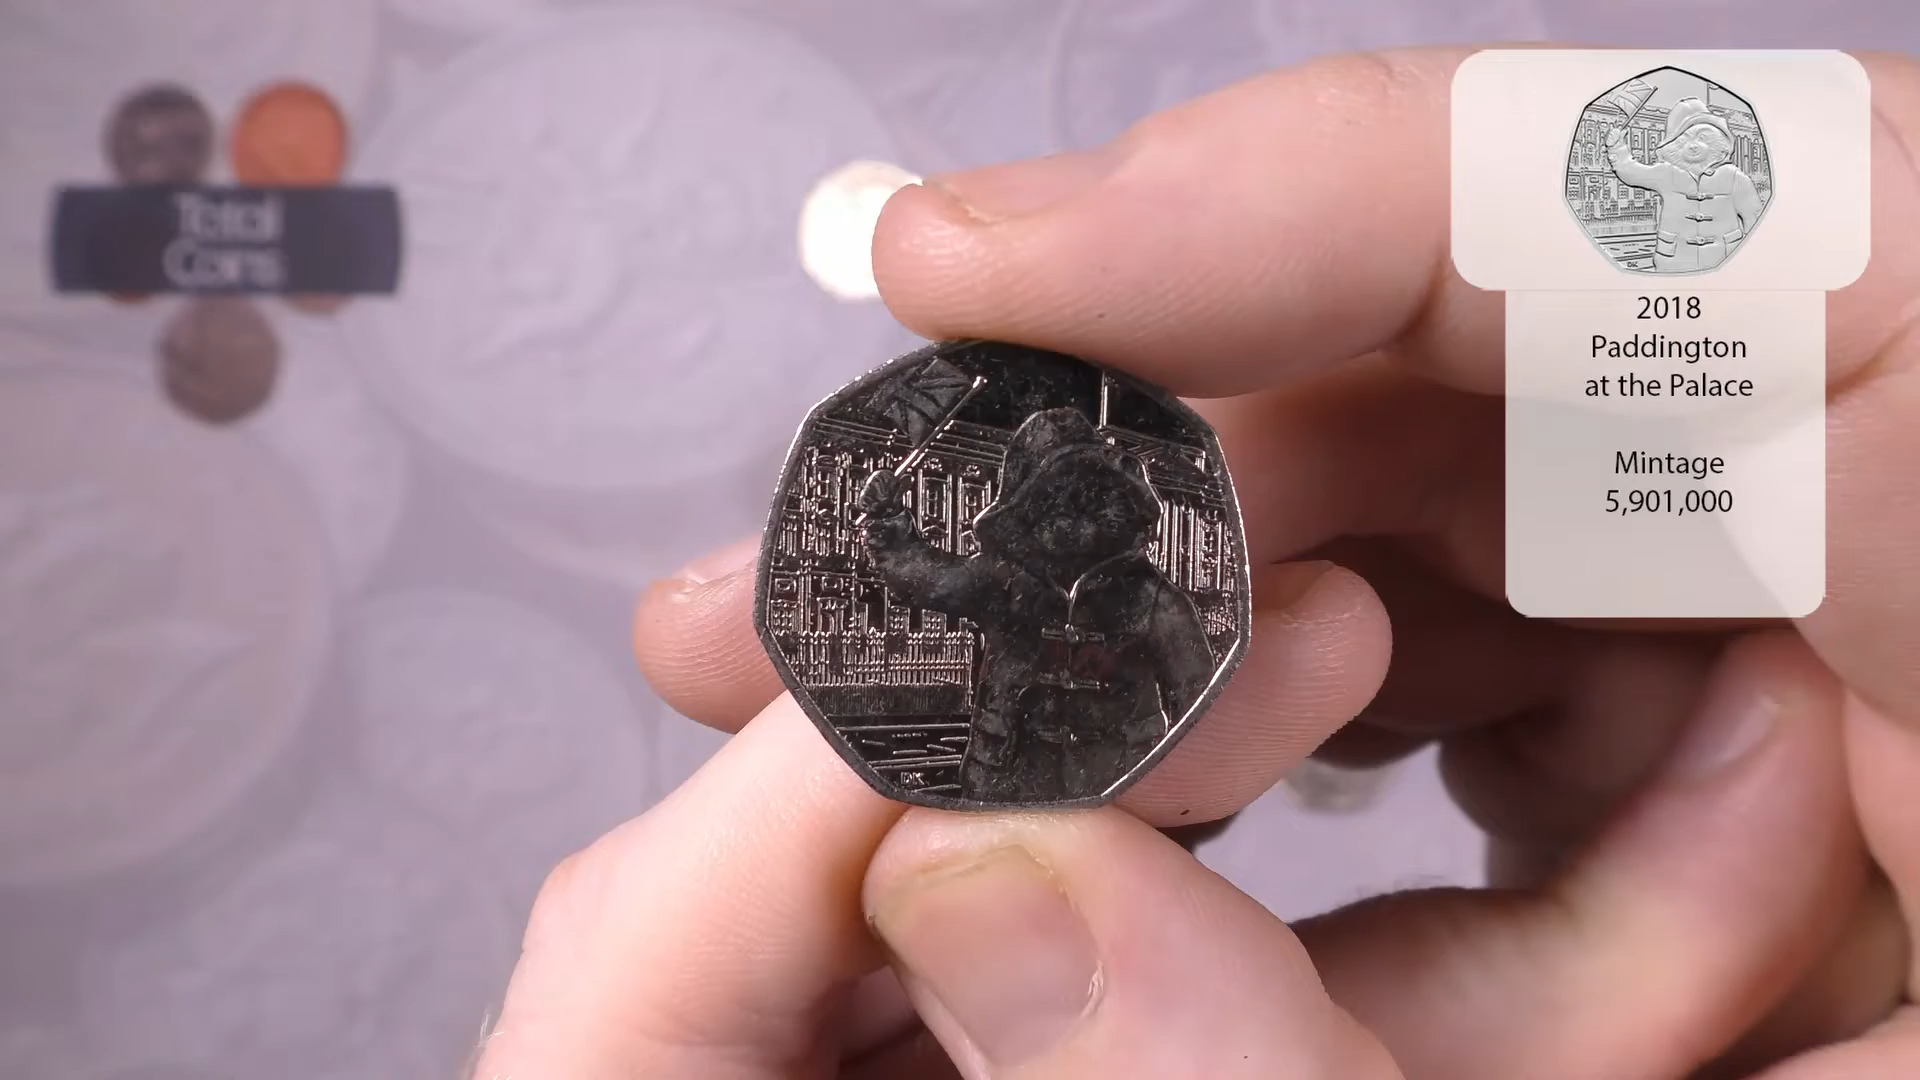 Total
Coins
2018
Paddington
at the Palace
Mintage
5,901,000
DK